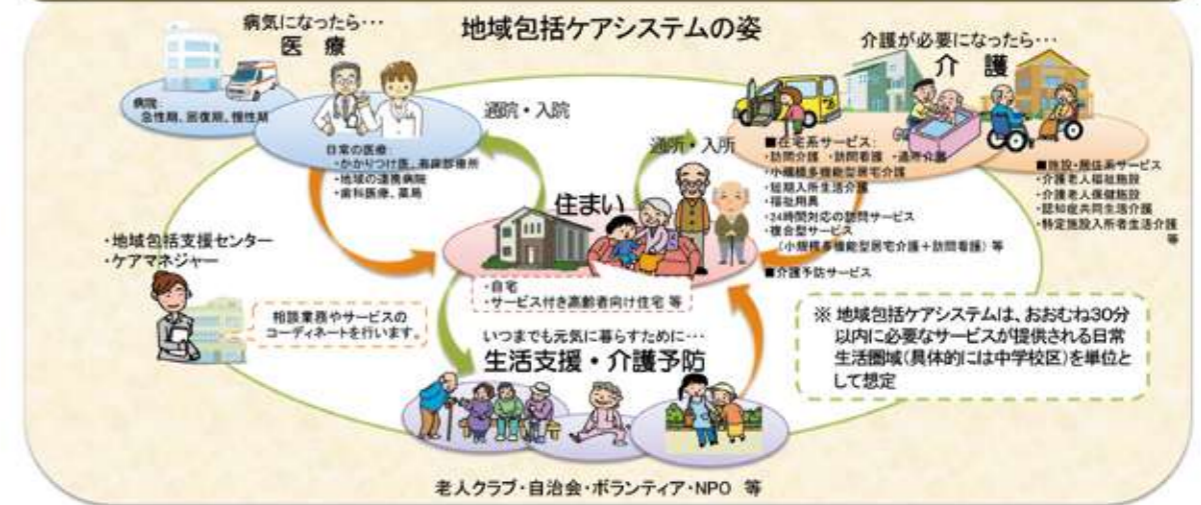 地域包括ケアシステムの姿
病気になったら･･･
医 療
病院:
急性期、回復期、慢性期
日常の医療:
・かかりつけ医、有床診療所
・地域の連携病院
・歯科医療、薬局
通院・入院
通所・入所
介護が必要になったら･･･
介 護
■在宅系サービス:
・訪問介護 ・訪問看護 ・通所介護
・小規模多機能型居宅介護
・短期入所生活介護
・福祉用具
・24時間対応の訪問サービス
・複合型サービス
(小規模多機能型居宅介護+訪問看護) 等
■介護予防サービス
■施設・居住系サービス
・介護老人福祉施設
・介護老人保健施設
・認知症共同生活介護
・特定施設入所者生活介護
等
住まい
・自宅
・サービス付き高齢者向け住宅 等
・地域包括支援センター
・ケアマネジャー
相談業務やサービスの
コーディネートを行います。
いつまでも元気に暮らすために･･･
生活支援・介護予防
※ 地域包括ケアシステムは、おおむね30分
以内に必要なサービスが提供される日常
生活圏域(具体的には中学校区)を単位と
して想定
老人クラブ・自治会・ボランティア・NPO 等